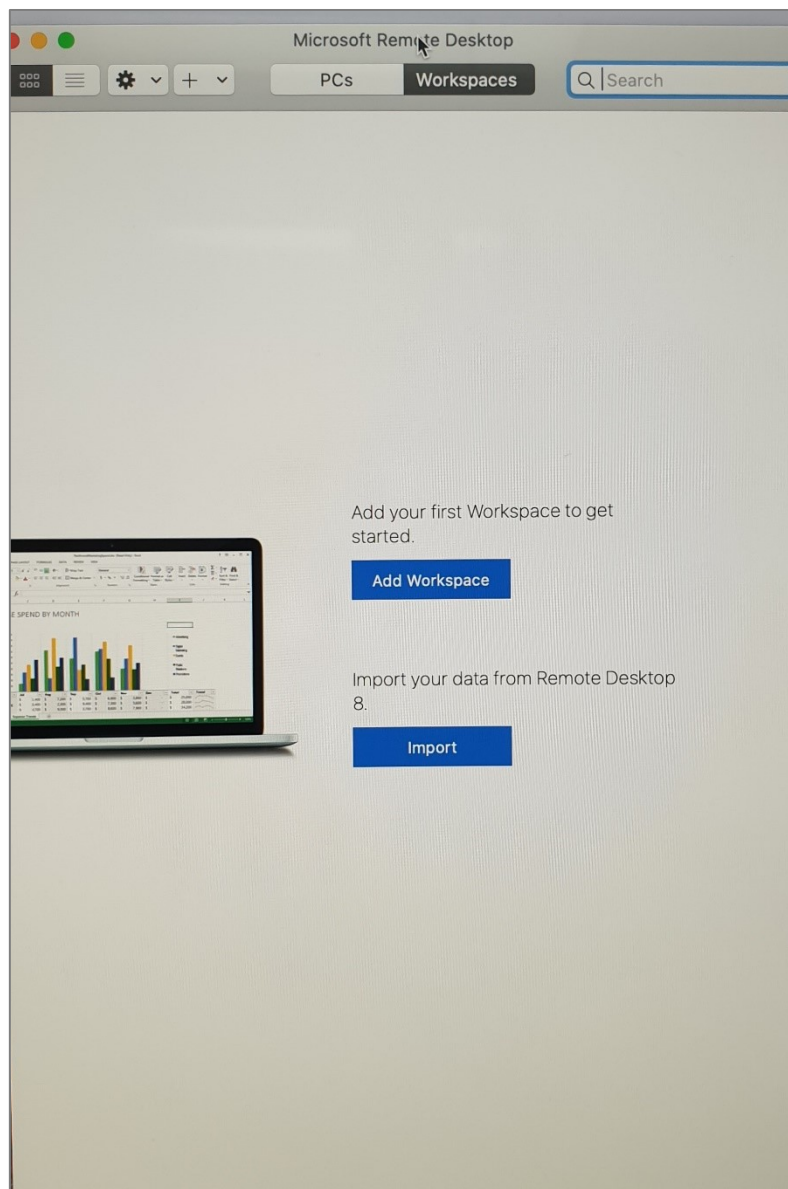 Microsoft Remote Desktop
PCs
Workspaces
Search
Add your first Workspace to get
started.
Add Workspace
E SPEND BY MONTH
Import your data from Remote Desktop
8.
Import